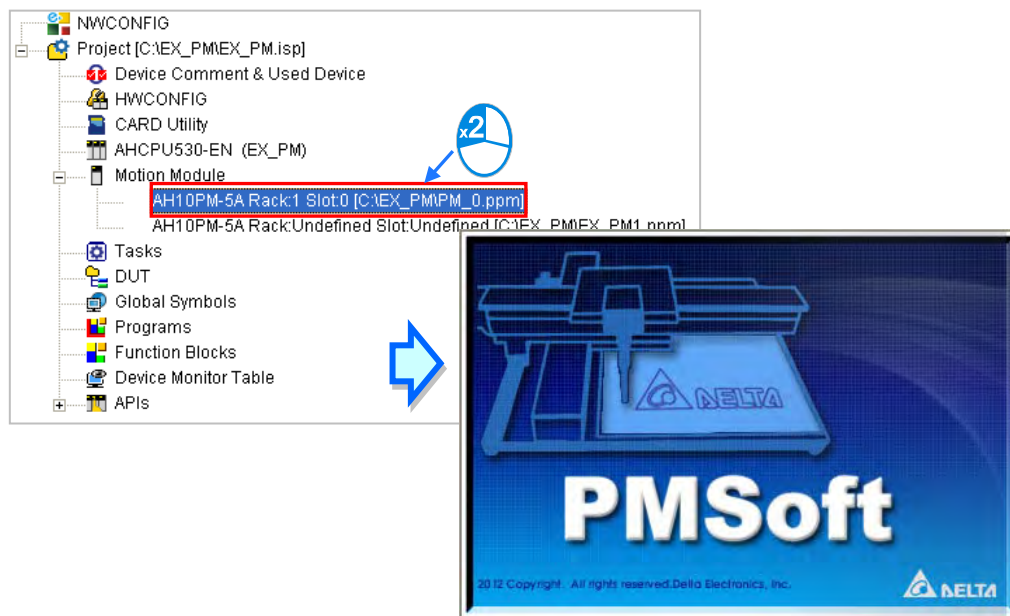 NWCONFIG
Project [C:\EX_PM\EX_PM.isp]
Device Comment & Used Device
HWCONFIG
CARD Utility
AHCPU530-EN (EX_PM)
x2
Motion Module
AH10PM-5A Rack:1 Slot:0 [C:\EX_PM\PM_0.ppm]
AH10PM-5A Rack:Undefined Slot:Undefined [C:\EX_PM\EX_PM1.ppm]
Tasks
DUT
Global Symbols
Programs
Function Blocks
Device Monitor Table
APIs
DELTA
PMSoft
2012 Copyright. All rights reserved.Delta Electronics, Inc.
DELTA